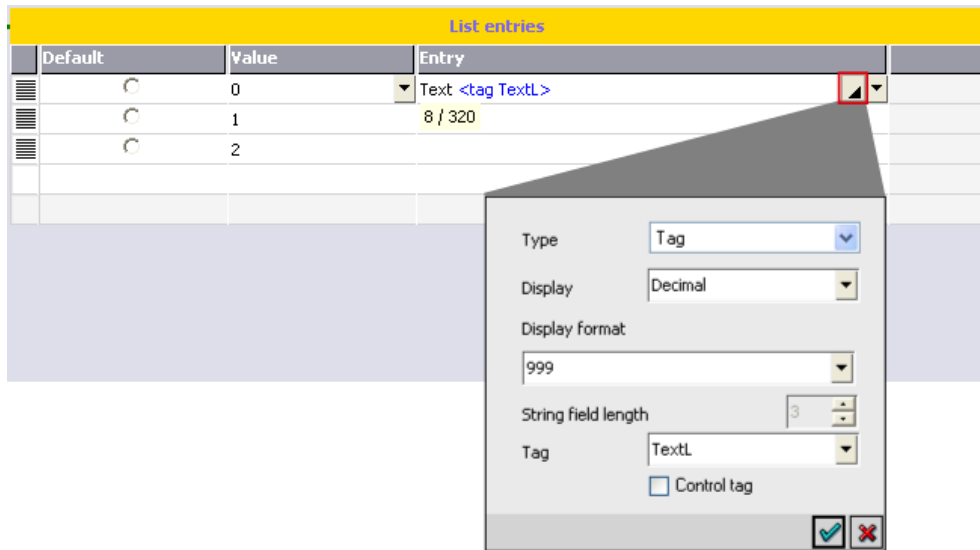 List entries
Default Value Entry
0 Text <tag TextL>
1 8 / 320
2
Type Tag
Display Decimal
Display format
999
String field length 3
Tag TextL
Control tag